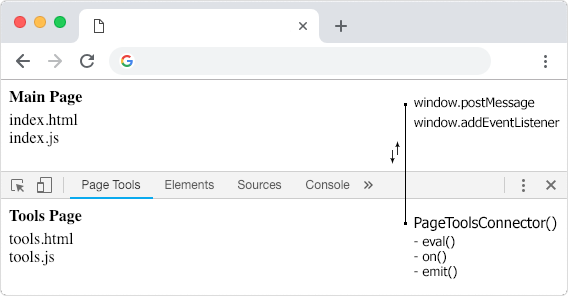 Main Page
index.html
index.js
window.postMessage
window.addEventListener
Page Tools Elements Sources Console »
Tools Page
tools.html
tools.js
PageToolsConnector()
- eval()
- on()
- emit()